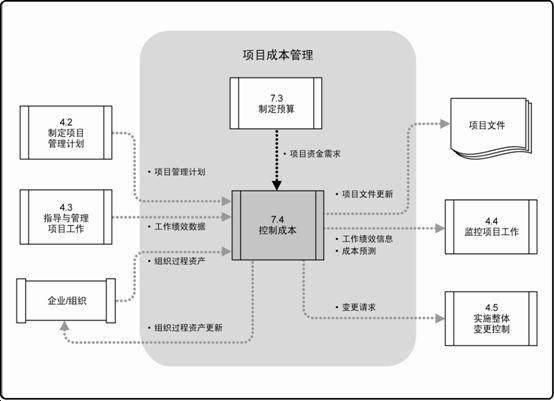 项目成本管理
7.3
制定预算
4.2
制定项目
管理计划
项目文件
• 项目资金需求
• 项目管理计划
4.3
指导与管理
项目工作
7.4
控制成本
• 项目文件更新
• 工作绩效数据
4.4
监控项目工作
• 工作绩效信息
• 成本预测
• 组织过程资产
企业/组织
• 变更请求
4.5
实施整体
变更控制
• 组织过程资产更新